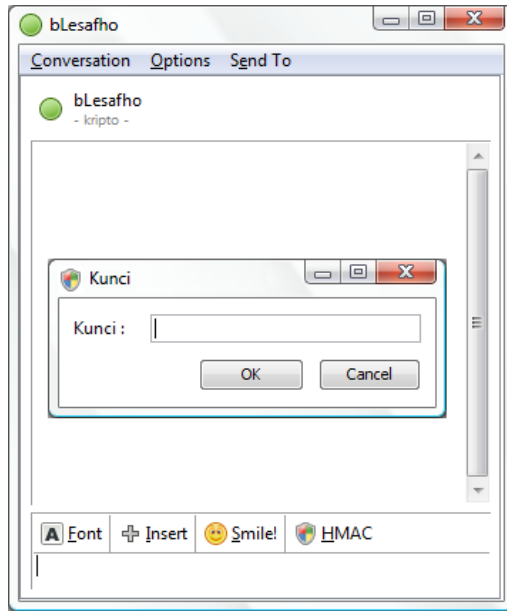 bLesafho
Conversation Options Send To
bLesafho
- kripto -
Kunci
Kunci :
OK Cancel
A Font Insert Smile! HMAC